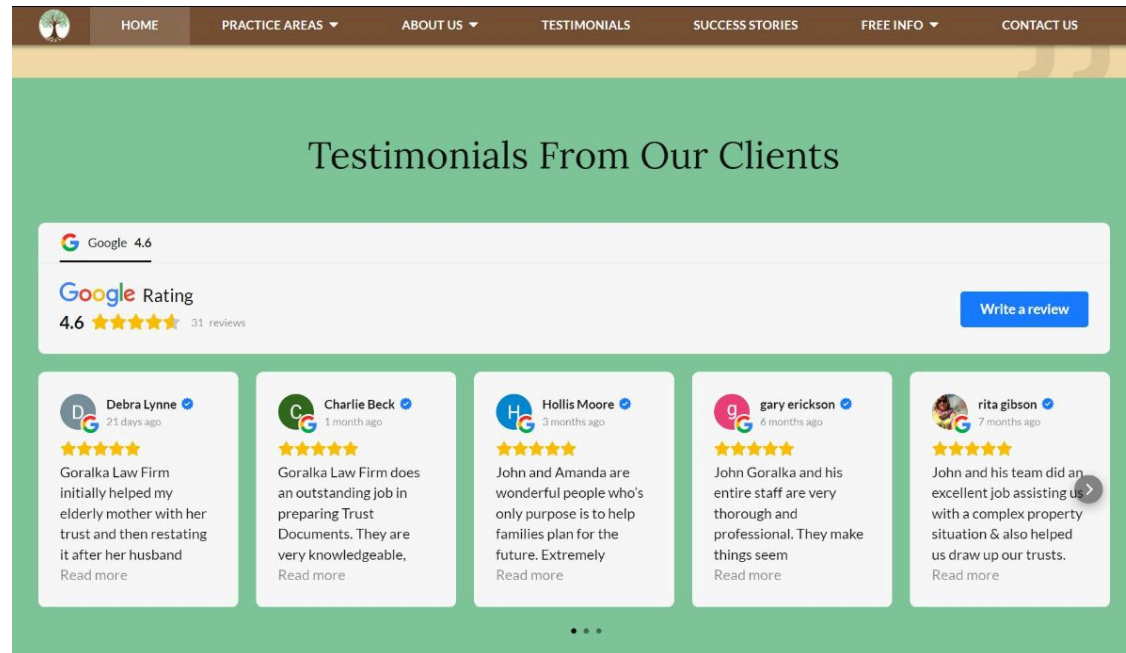 HOME PRACTICE AREAS ABOUT US TESTIMONIALS SUCCESS STORIES FREE INFO CONTACT US
Testimonials From Our Clients
Google 4.6
Google Rating
4.6 31 reviews
Write a review
Debra Lynne
21 days ago
Goralka Law Firm
initially helped my
elderly mother with her
trust and then restating
it after her husband
Read more
Charlie Beck
1 month ago
Goralka Law Firm does
an outstanding job in
preparing Trust
Documents. They are
very knowledgeable,
Read more
Hollis Moore
3 months ago
John and Amanda are
wonderful people who's
only purpose is to help
families plan for the
future. Extremely
Read more
gary erickson
6 months ago
John Goralka and his
entire staff are very
thorough and
professional. They make
things seem
Read more
rita gibson
7 months ago
John and his team did an
excellent job assisting us
with a complex property
situation & also helped
us draw up our trusts.
Read more